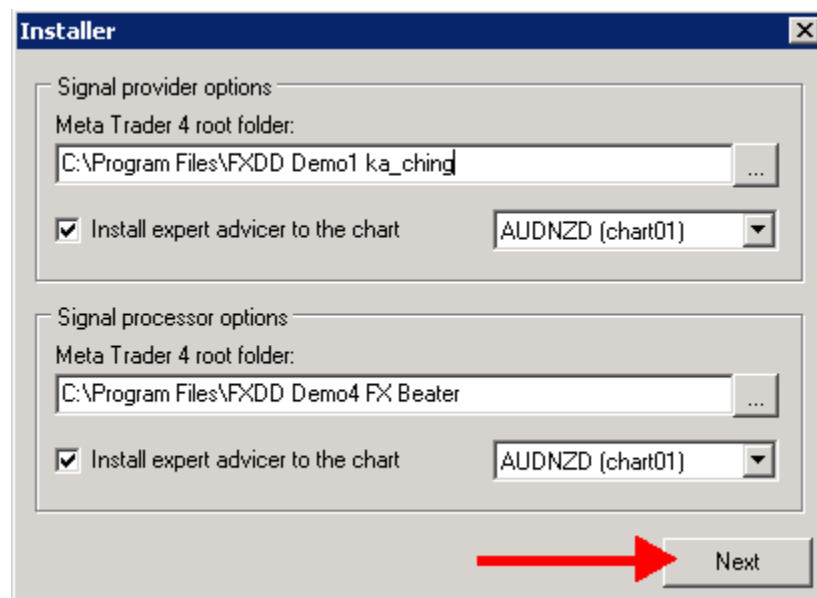 Installer
Signal provider options
Meta Trader 4 root folder:
C:\Program Files\FXDD Demo1 ka_ching
...
Install expert advicer to the chart
AUDNZD (chart01)
Signal processor options
Meta Trader 4 root folder:
C:\Program Files\FXDD Demo4 FX Beater
...
Install expert advicer to the chart
AUDNZD (chart01)
Next